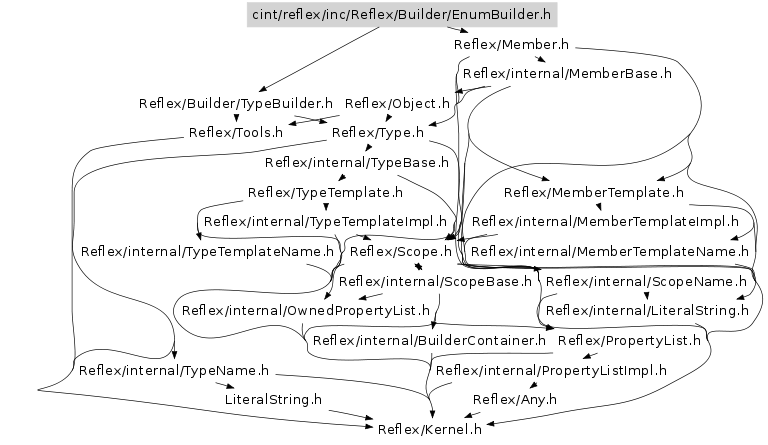 cint/reflex/inc/Reflex/Builder/EnumBuilder.h
Reflex/Member.h
Reflex/internal/MemberBase.h
Reflex/Builder/TypeBuilder.h
Reflex/Object.h
Reflex/Tools.h
Reflex/Type.h
Reflex/internal/TypeBase.h
Reflex/TypeTemplate.h
Reflex/MemberTemplate.h
Reflex/internal/TypeTemplateImpl.h
Reflex/internal/MemberTemplateImpl.h
Reflex/internal/TypeTemplateName.h
Reflex/Scope.h
Reflex/internal/MemberTemplateName.h
Reflex/internal/ScopeBase.h
Reflex/internal/ScopeName.h
Reflex/internal/OwnedPropertyList.h
Reflex/internal/LiteralString.h
Reflex/internal/BuilderContainer.h
Reflex/PropertyList.h
Reflex/internal/TypeName.h
Reflex/internal/PropertyListImpl.h
LiteralString.h
Reflex/Any.h
Reflex/Kernel.h